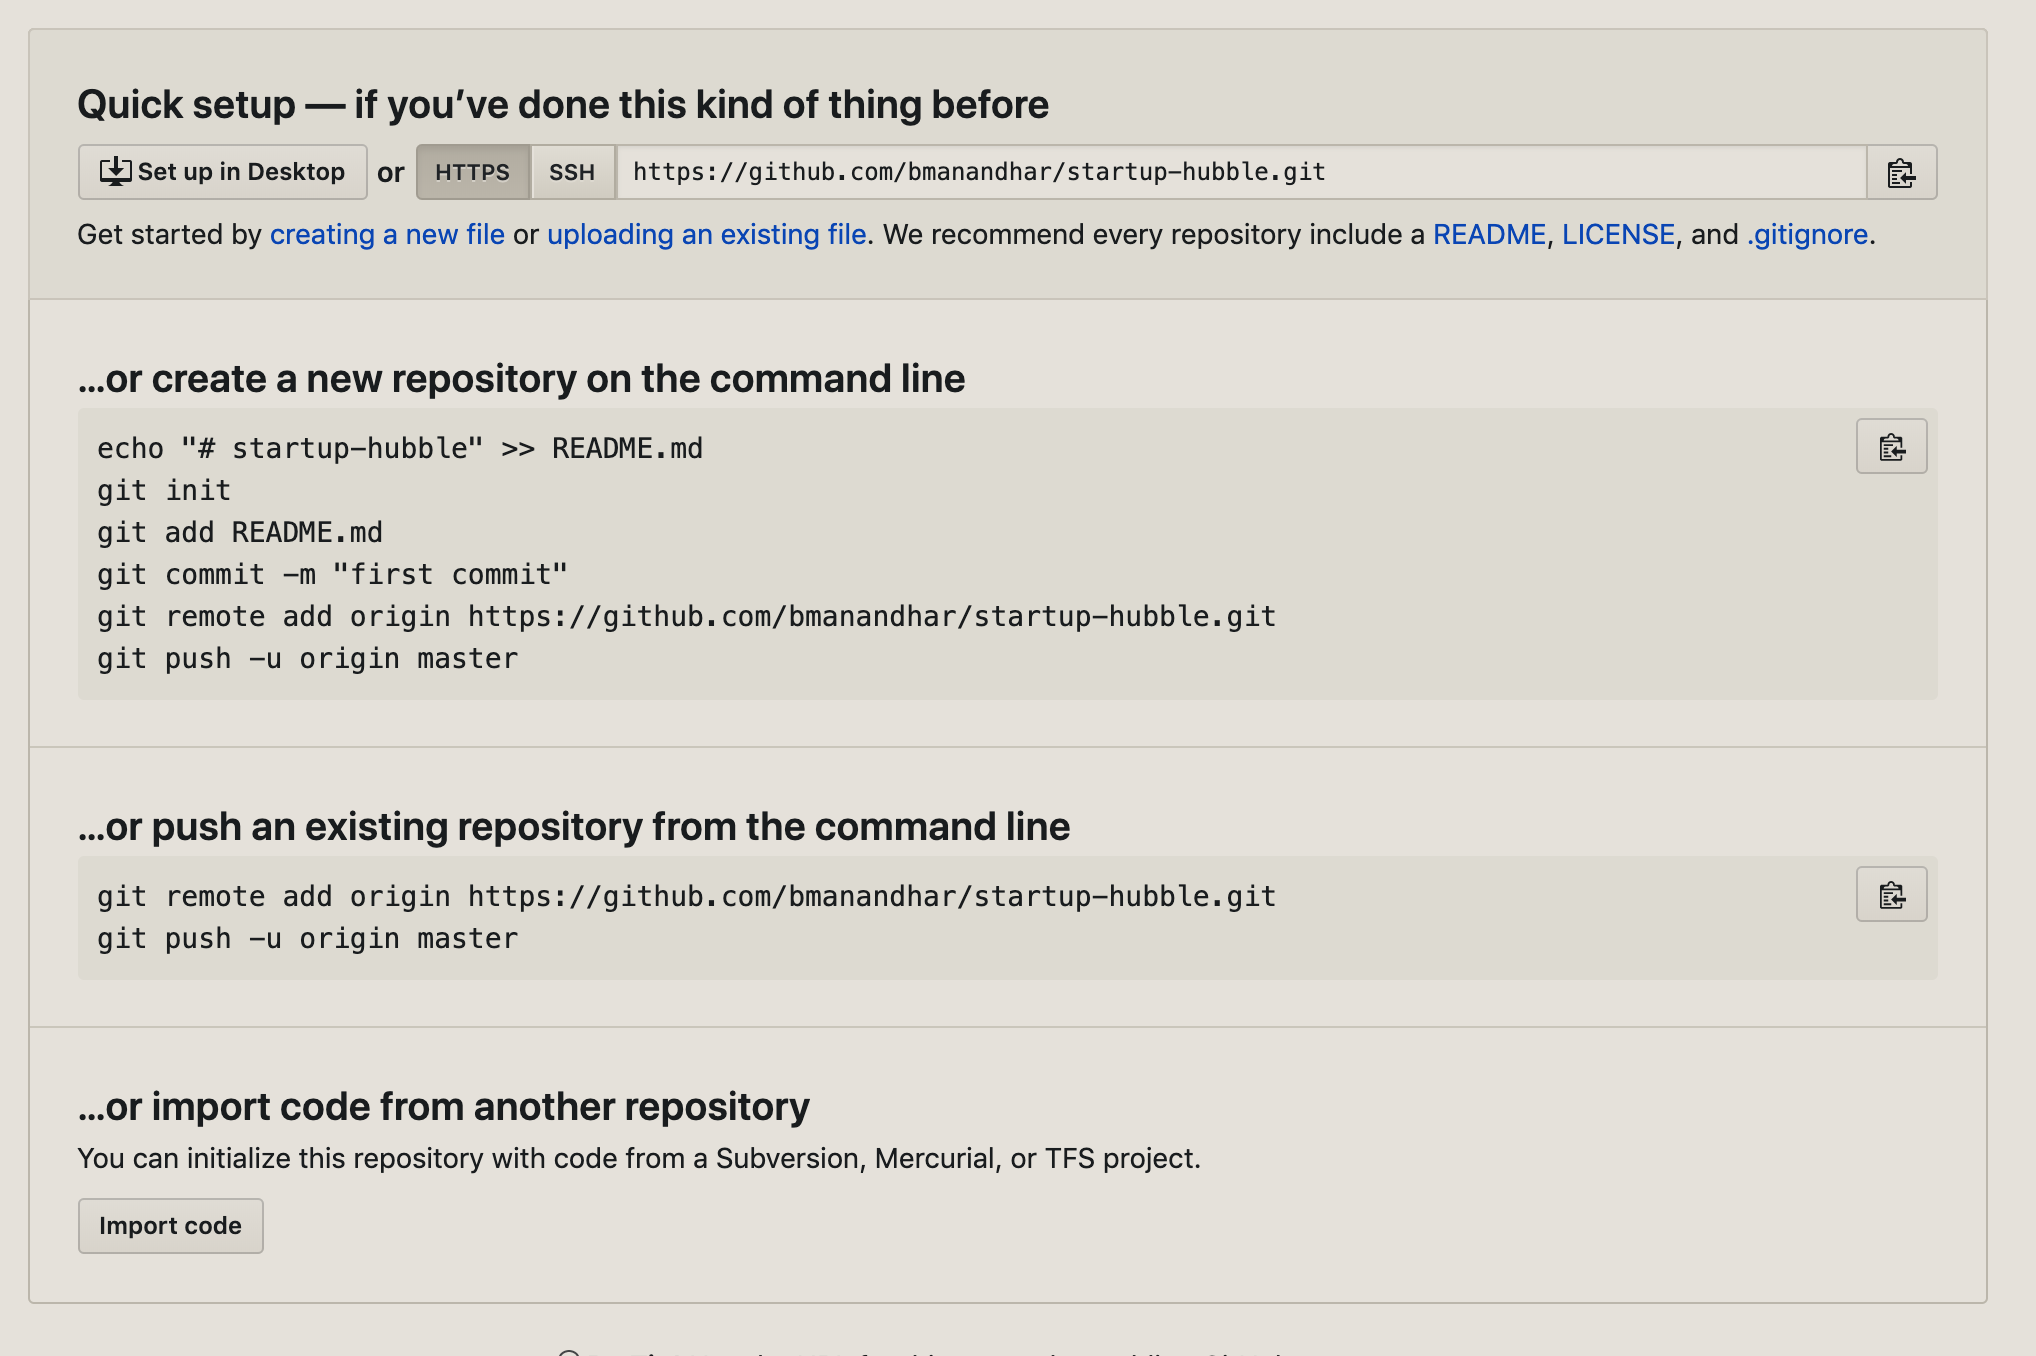 Quick setup — if you’ve done this kind of thing before
Set up in Desktop or HTTPS SSH https://github.com/bmanandhar/startup-hubble.git
Get started by creating a new file or uploading an existing file. We recommend every repository include a README, LICENSE, and .gitignore.
…or create a new repository on the command line
echo "# startup-hubble" >> README.md
git init
git add README.md
git commit -m "first commit"
git remote add origin https://github.com/bmanandhar/startup-hubble.git
git push -u origin master
…or push an existing repository from the command line
git remote add origin https://github.com/bmanandhar/startup-hubble.git
git push -u origin master
…or import code from another repository
You can initialize this repository with code from a Subversion, Mercurial, or TFS project.
Import code